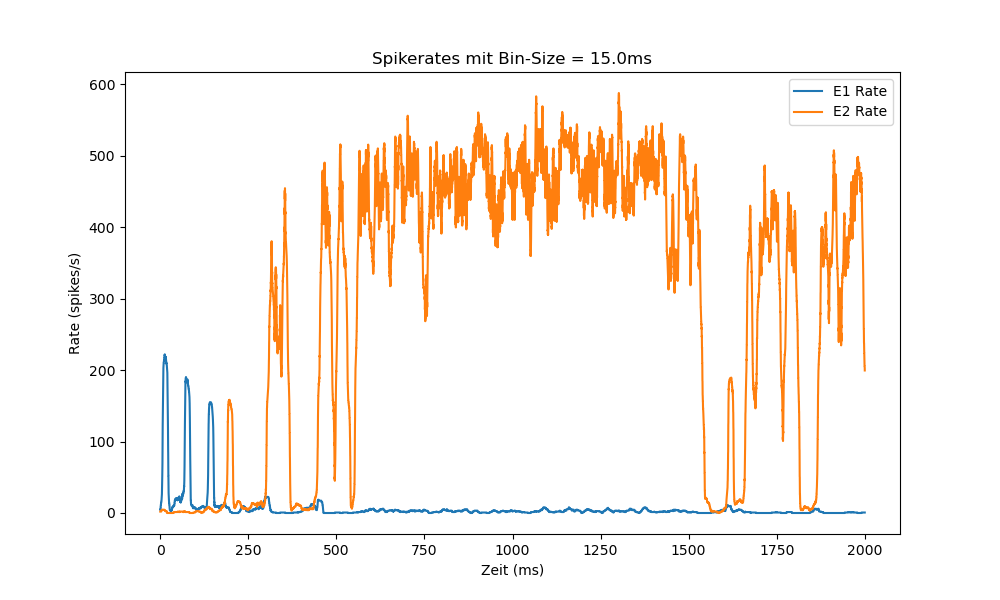 Spikerates mit Bin-Size = 15.0ms
E1 Rate
E2 Rate
600
500
400
300
200
100
0
Rate (spikes/s)
0 250 500 750 1000 1250 1500 1750 2000
Zeit (ms)